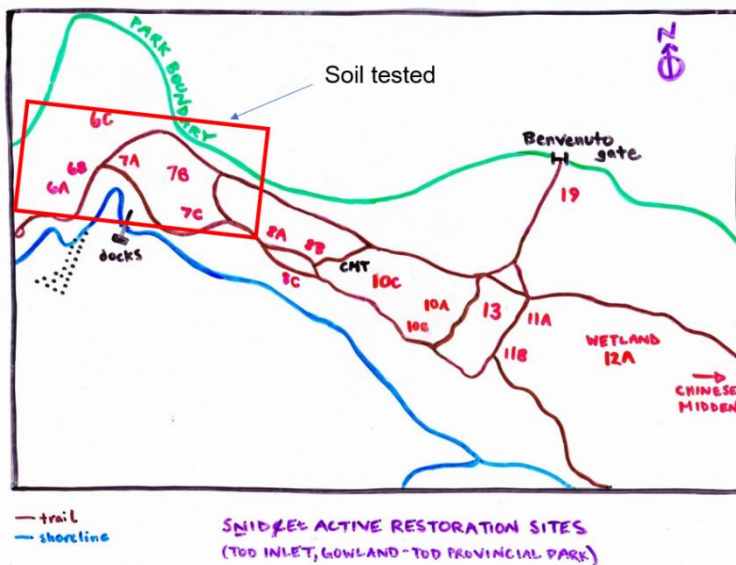 N
PARK BOUNDARY
Soil tested
Benvenuto
gate
6C
6B
6A
7A
7B
7C
19
docks
8A
8B
8C
CMT
10C
10A
10B
13
11A
11B
WETLAND
12A
CHINESE
MIDDEN
trail
shoreline
ACTIVE RESTORATION SITES
(TOD INLET, GOWLAND-TOD PROVINCIAL PARK)